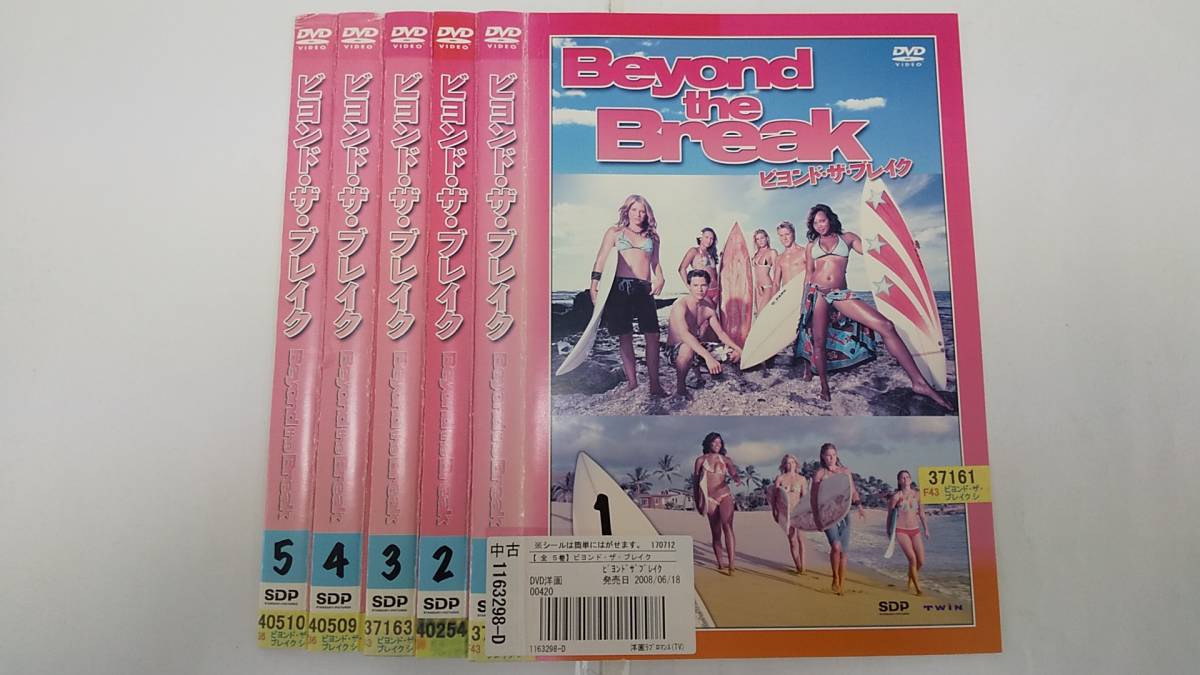 DVD
VIDEO
ビヨンド・ザ・ブレイク
Beyond the Break
5
SDP
40510
ビヨンド・ザ・
ブレイク シ
DVD
VIDEO
ビヨンド・ザ・ブレイク
Beyond the Break
4
SDP
40509
ビヨンド・ザ・
ブレイク シ
DVD
VIDEO
ビヨンド・ザ・ブレイク
Beyond the Break
3
SDP
37163
ビヨンド・ザ・
ブレイク シ
DVD
VIDEO
ビヨンド・ザ・ブレイク
Beyond the Break
2
SDP
40254
DVD
VIDEO
ビヨンド・ザ・ブレイク
Beyond the Break
DVD
VIDEO
Beyond
the
Break
ビヨンド・ザ・ブレイク
37161
F43 ビヨンド・ザ・
ブレイク シ
1
SDP
TWIN
中古
1163298-D
※シールは簡単にはがせます。 170712
【全 5巻】ビヨンド・ザ・ブレイク
ﾋﾞﾖﾝﾄﾞｻﾞﾌﾞﾚｲｸ
DVD洋画 発売日 2008/06/18
00420
1163298-D 洋画ラブロマンス(TV)